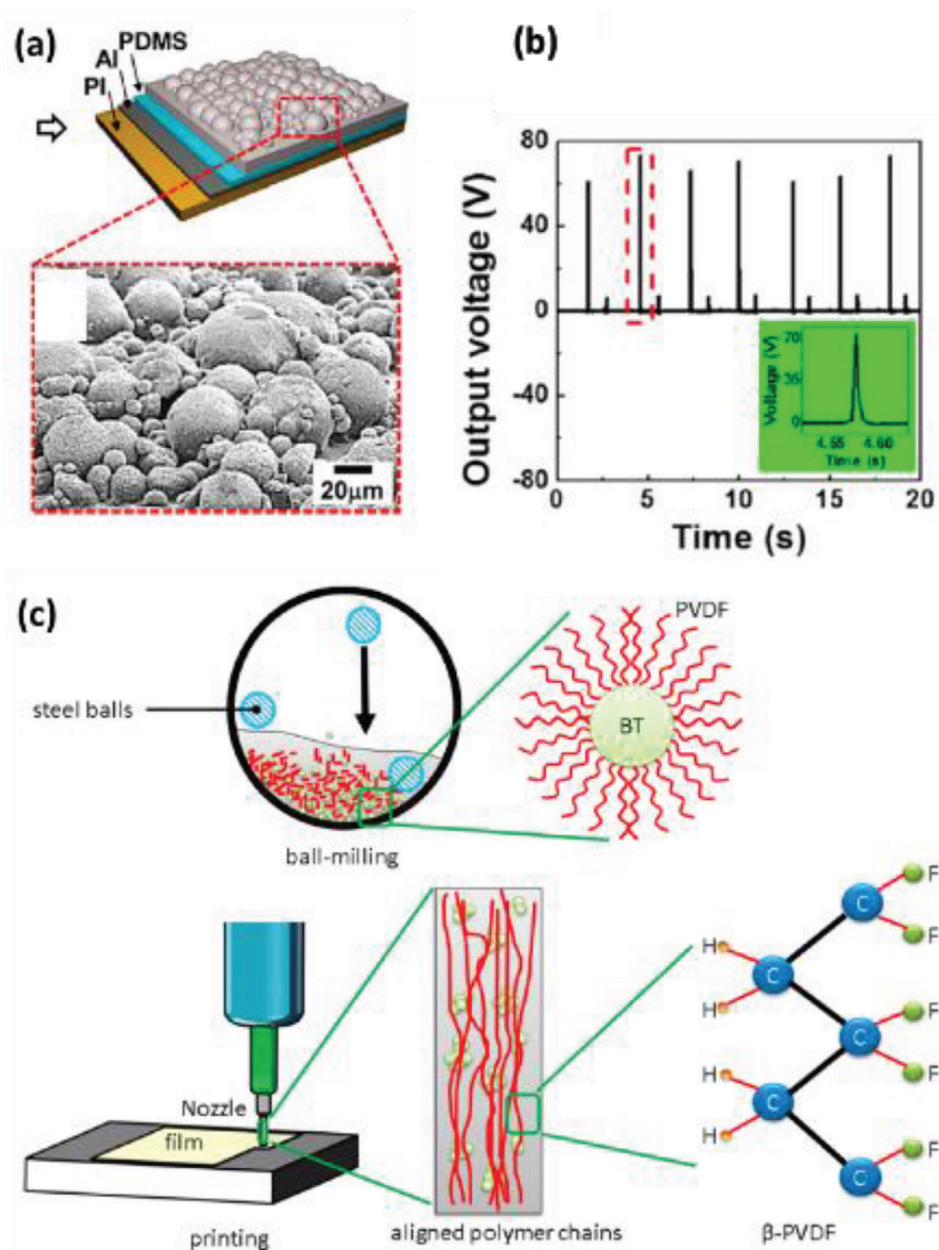 (a)
PDMS
Al
PI
20μm
(b)
Output voltage (V)
80
40
0
-40
-80
0
5
10
15
20
Time (s)
Voltage (V)
70
35
0
4.55
4.60
Time (s)
(c)
steel balls
ball-milling
PVDF
BT
Nozzle
film
printing
aligned polymer chains
C
F
F
H
C
H
C
F
F
H
C
H
C
F
F
β-PVDF